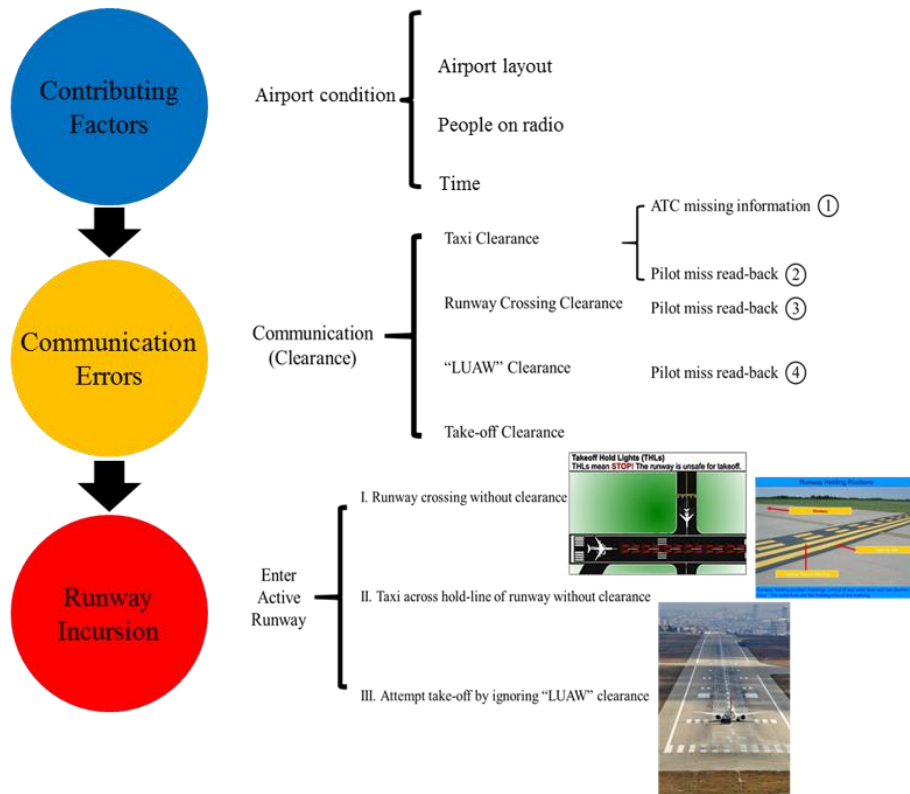 Contributing
Factors
Airport condition
Airport layout
People on radio
Time
Communication
Errors
Communication
(Clearance)
Taxi Clearance
ATC missing information ①
Pilot miss read-back ②
Runway Crossing Clearance
Pilot miss read-back ③
“LUAW” Clearance
Pilot miss read-back ④
Take-off Clearance
Runway
Incursion
Enter
Active
Runway
I. Runway crossing without clearance
Takeoff Hold Lights (THLs)
THLs mean STOP! The runway is unsafe for takeoff.
Runway Holding Positions
II. Taxi across hold-line of runway without clearance
III. Attempt take-off by ignoring “LUAW” clearance